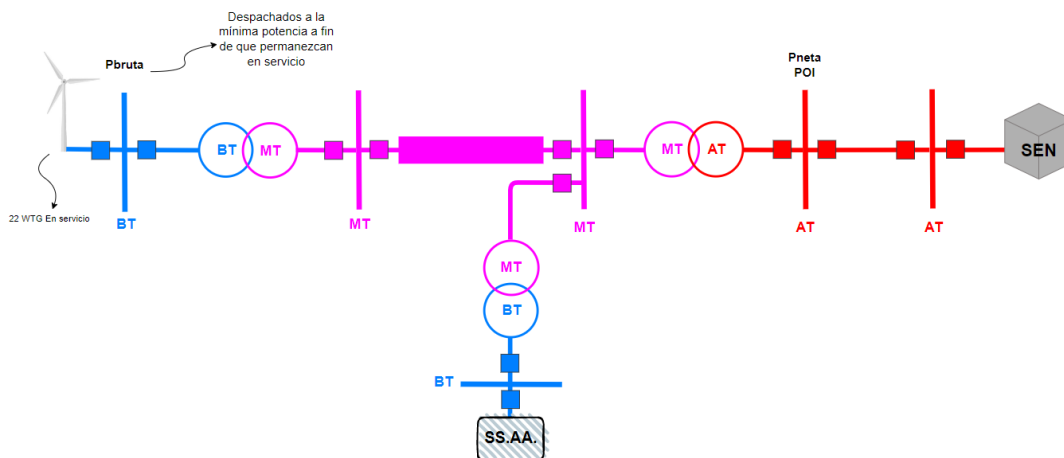 Despachados a la
mínima potencia a fin
de que permanezcan
en servicio
Pbruta
Pneta
POI
BT
MT
MT
AT
SEN
22 WTG En servicio
BT
MT
MT
AT
AT
MT
BT
BT
SS.AA.